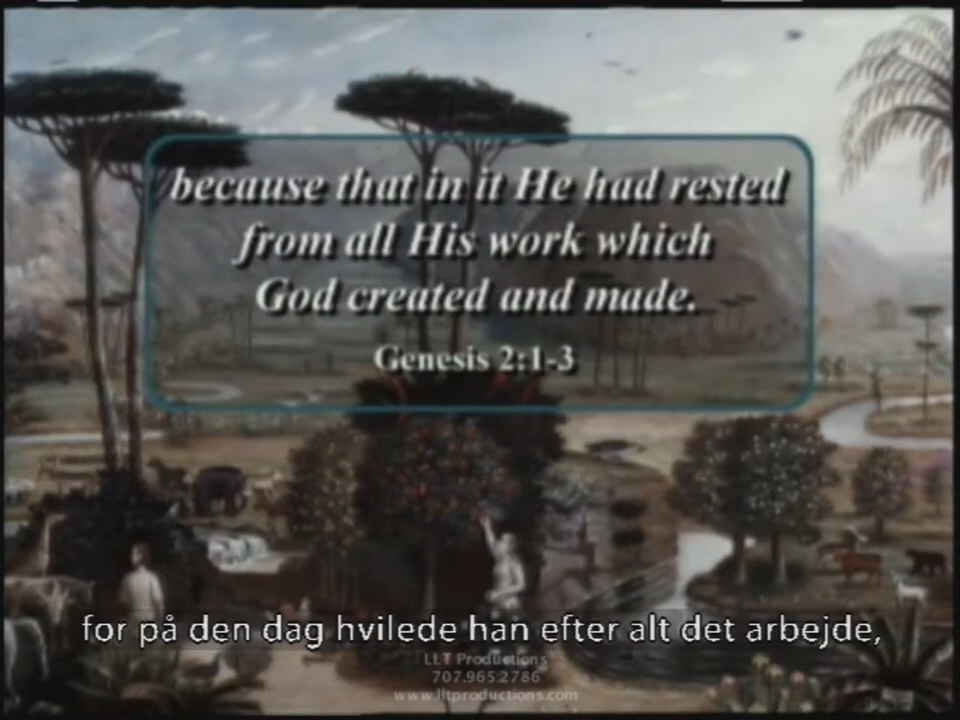 because that in it He had rested
from all His work which
God created and made.
Genesis 2:1-3
for på den dag hvilede han efter alt det arbejde,
LLT Productions
707.965.2786
www.lltproductions.com